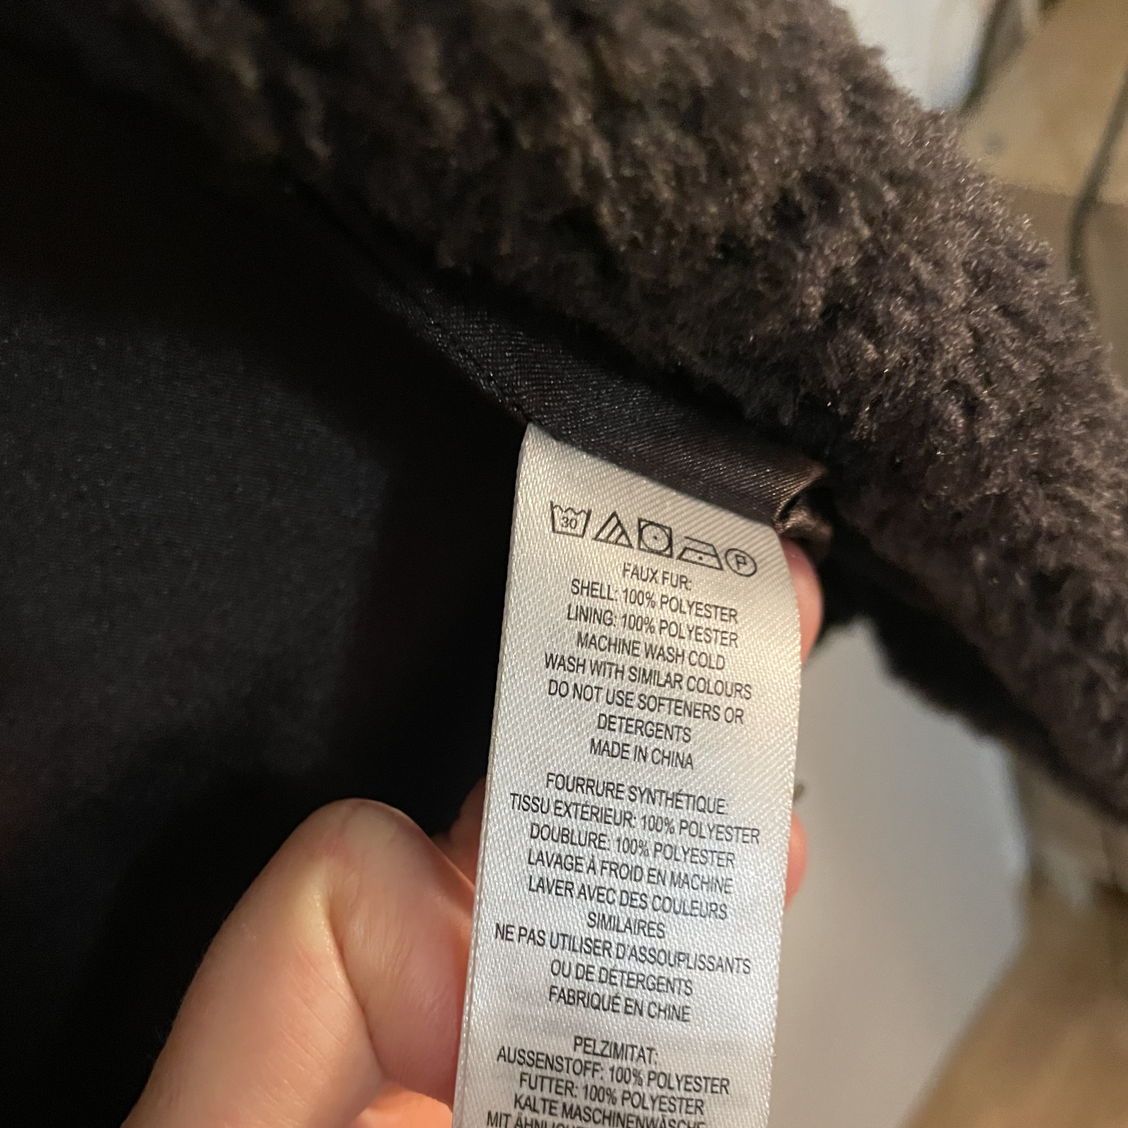 30 P
FAUX FUR:
SHELL: 100% POLYESTER
LINING: 100% POLYESTER
MACHINE WASH COLD
WASH WITH SIMILAR COLOURS
DO NOT USE SOFTENERS OR
DETERGENTS
MADE IN CHINA
FOURRURE SYNTHÉTIQUE:
TISSU EXTÉRIEUR: 100% POLYESTER
DOUBLURE: 100% POLYESTER
LAVAGE À FROID EN MACHINE
LAVER AVEC DES COULEURS
SIMILAIRES
NE PAS UTILISER D'ASSOUPLISSANTS
OU DE DÉTERGENTS
FABRIQUÉ EN CHINE
PELZIMITAT:
AUSSENSTOFF: 100% POLYESTER
FUTTER: 100% POLYESTER
KALTE MASCHINENWÄSCHE
MIT